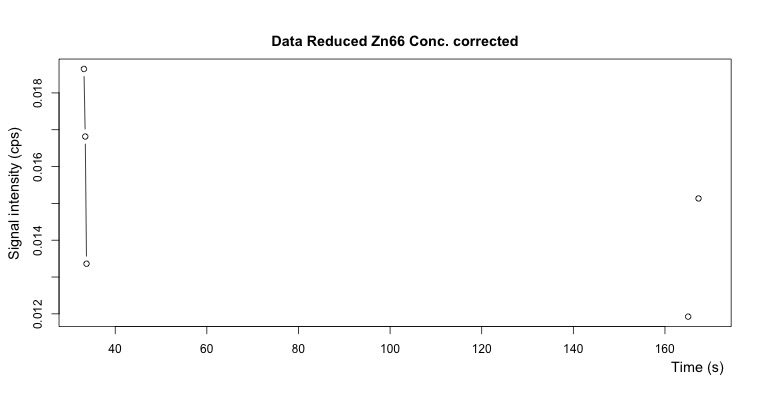 Data Reduced Zn66 Conc. corrected
Signal intensity (cps)
0.018
0.016
0.014
0.012
40 60 80 100 120 140 160
Time (s)